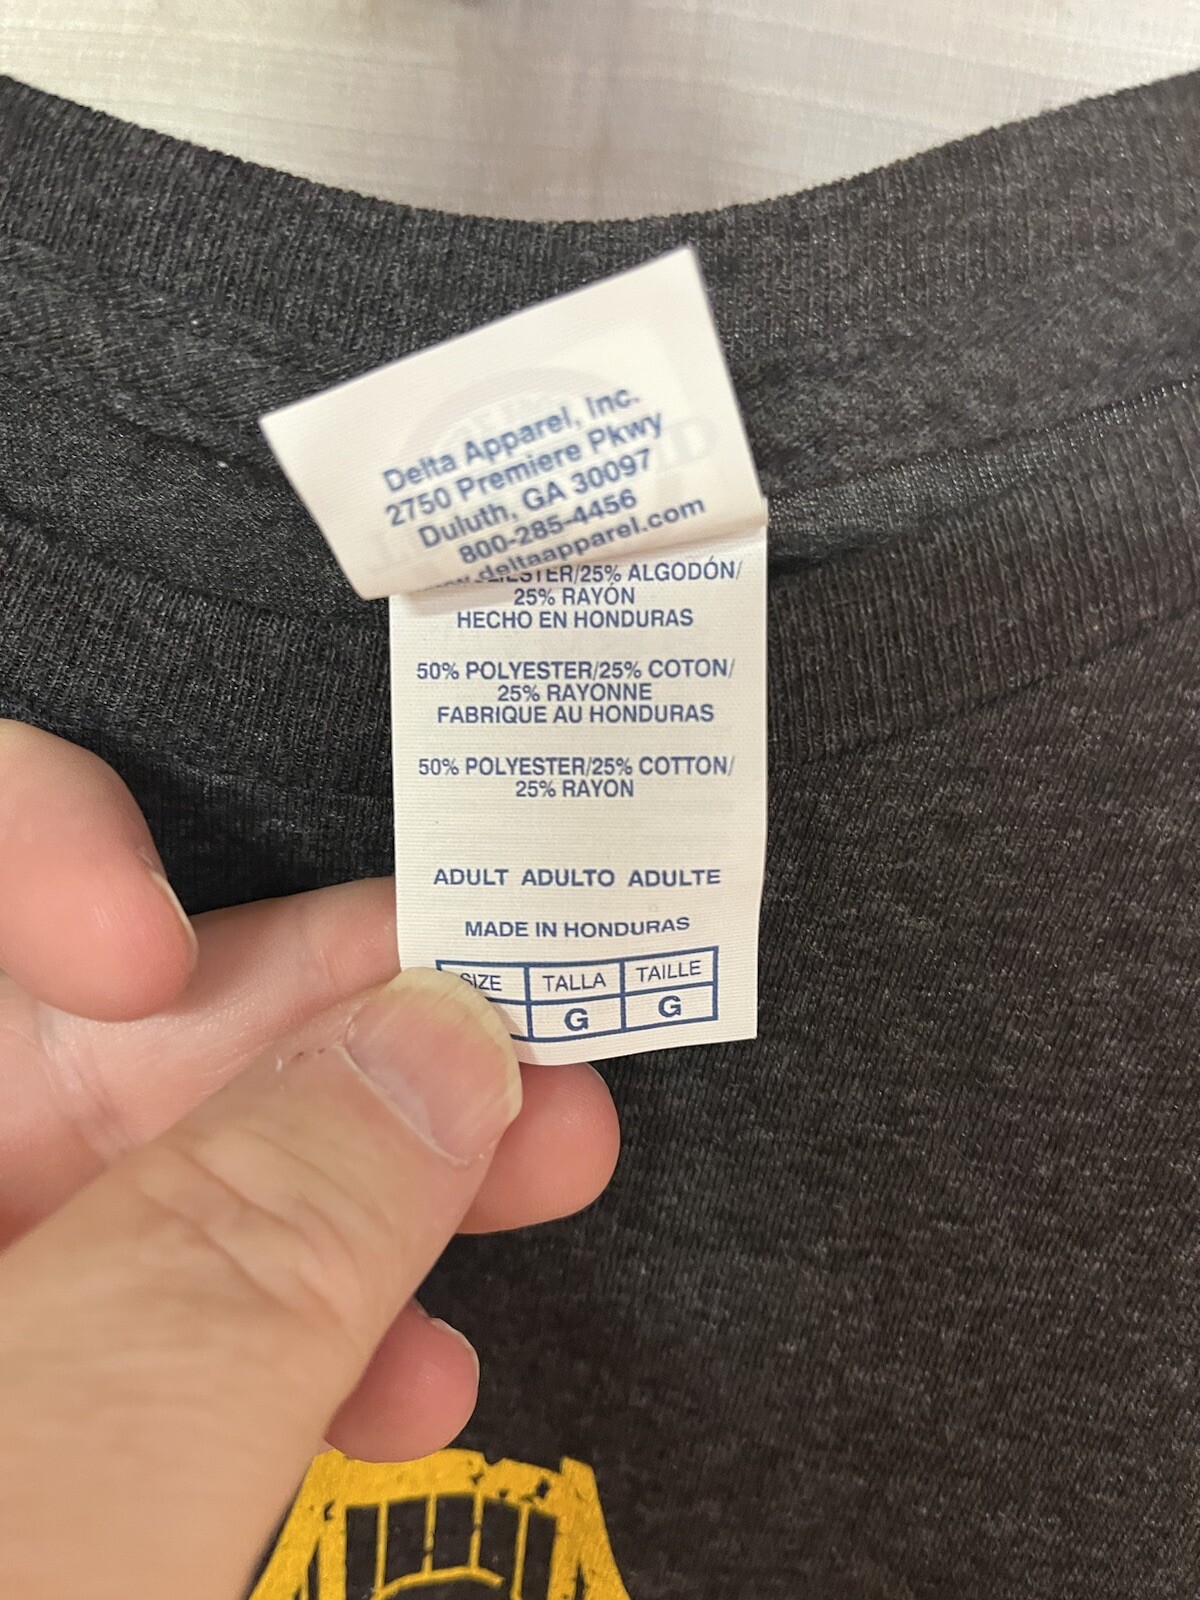 Delta Apparel, Inc.
2750 Premiere Pkwy
Duluth, GA 30097
800-285-4456
deltaapparel.com
25% ALGODÓN/
25% RAYÓN
HECHO EN HONDURAS
50% POLYESTER/25% COTON/
25% RAYONNE
FABRIQUE AU HONDURAS
50% POLYESTER/25% COTTON/
25% RAYON
ADULT ADULTO ADULTE
MADE IN HONDURAS
SIZE TALLA TAILLE
G G